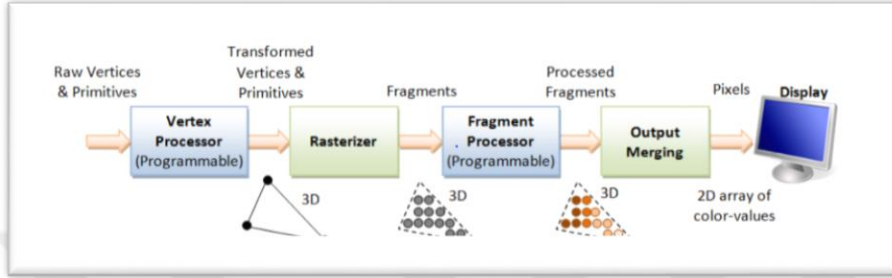 Raw Vertices
& Primitives
Vertex
Processor
(Programmable)
Transformed
Vertices &
Primitives
3D
Rasterizer
Fragments
3D
Fragment
Processor
(Programmable)
Processed
Fragments
3D
Output
Merging
Pixels
Display
2D array of
color-values